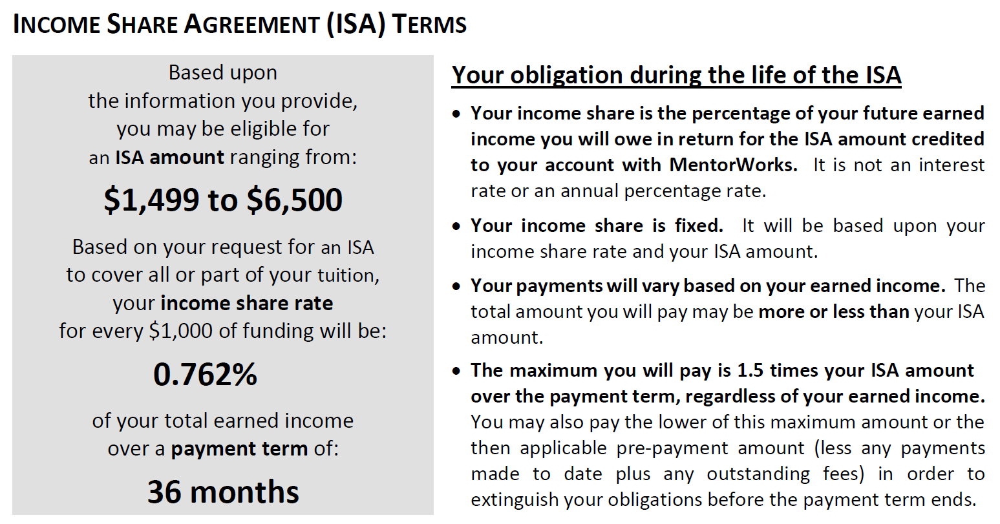 INCOME SHARE AGREEMENT (ISA) TERMS
Based upon
the information you provide,
you may be eligible for
an ISA amount ranging from:
$1,499 to $6,500
Based on your request for an ISA
to cover all or part of your tuition,
your income share rate
for every $1,000 of funding will be:
0.762%
of your total earned income
over a payment term of:
36 months
Your obligation during the life of the ISA
• Your income share is the percentage of your future earned
income you will owe in return for the ISA amount credited
to your account with MentorWorks. It is not an interest
rate or an annual percentage rate.
• Your income share is fixed. It will be based upon your
income share rate and your ISA amount.
• Your payments will vary based on your earned income. The
total amount you will pay may be more or less than your ISA
amount.
• The maximum you will pay is 1.5 times your ISA amount
over the payment term, regardless of your earned income.
You may also pay the lower of this maximum amount or the
then applicable pre-payment amount (less any payments
made to date plus any outstanding fees) in order to
extinguish your obligations before the payment term ends.